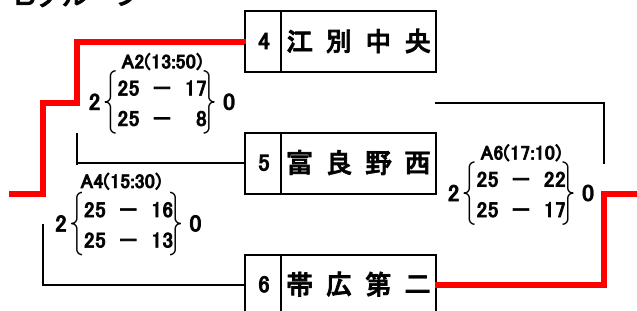 Bグループ
4 江別中央
A2(13:50)
2 25 － 17 0
25 － 8
5 富良野西
A6(17:10)
2 25 － 22 0
25 － 17
A4(15:30)
2 25 － 16 0
25 － 13
6 帯広第二